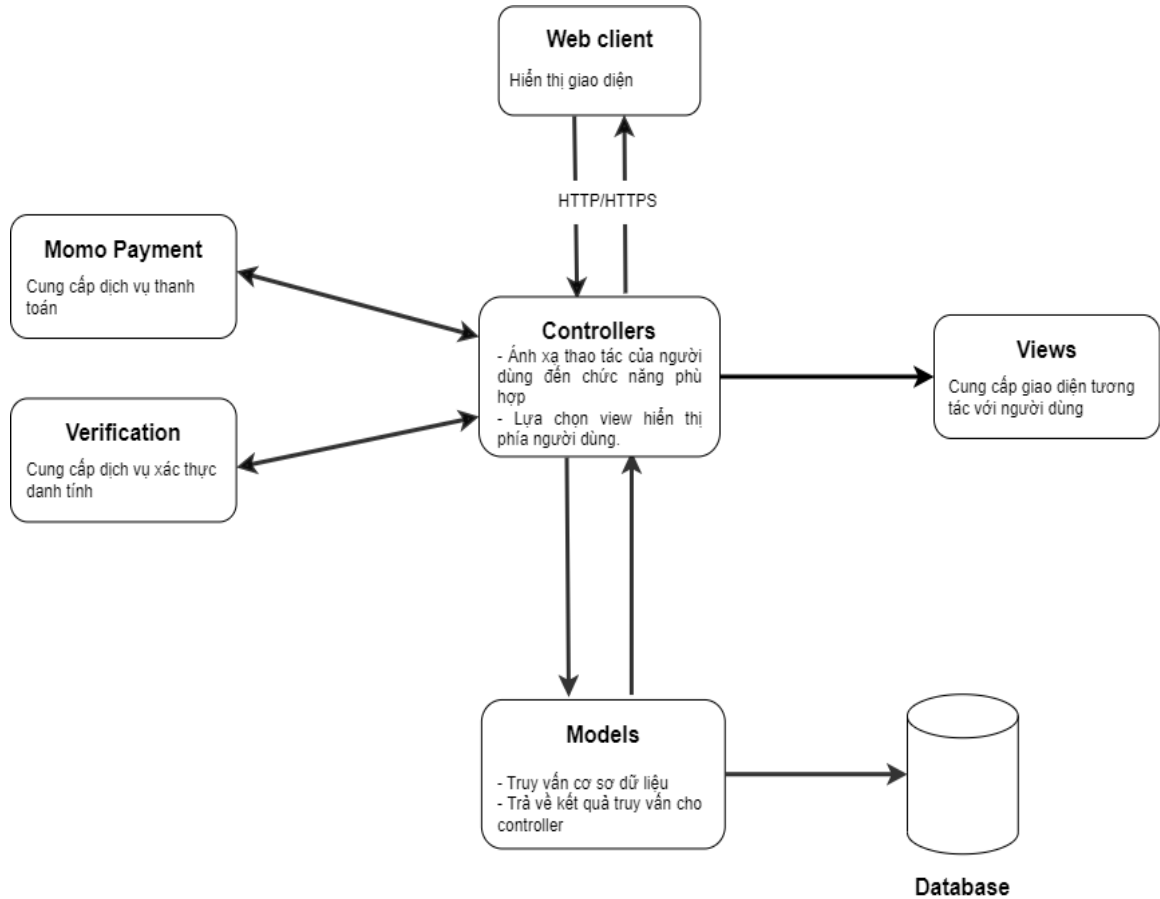 Web client
Hiển thị giao diện
HTTP/HTTPS
Momo Payment
Cung cấp dịch vụ thanh
toán
Controllers
- Ánh xạ thao tác của người
dùng đến chức năng phù
hợp
- Lựa chọn view hiển thị
phía người dùng.
Views
Cung cấp giao diện tương
tác với người dùng
Verification
Cung cấp dịch vụ xác thực
danh tính
Models
- Truy vấn cơ sơ dữ liệu
- Trả về kết quả truy vấn cho
controller
Database